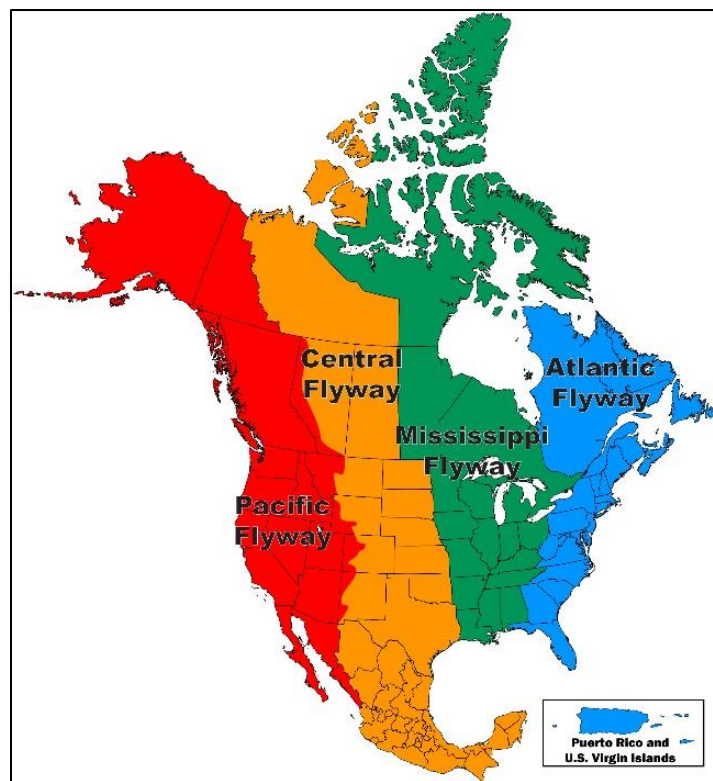 Central
Flyway
Atlantic
Flyway
Mississippi
Flyway
Pacific
Flyway
Puerto Rico and
U.S. Virgin Islands